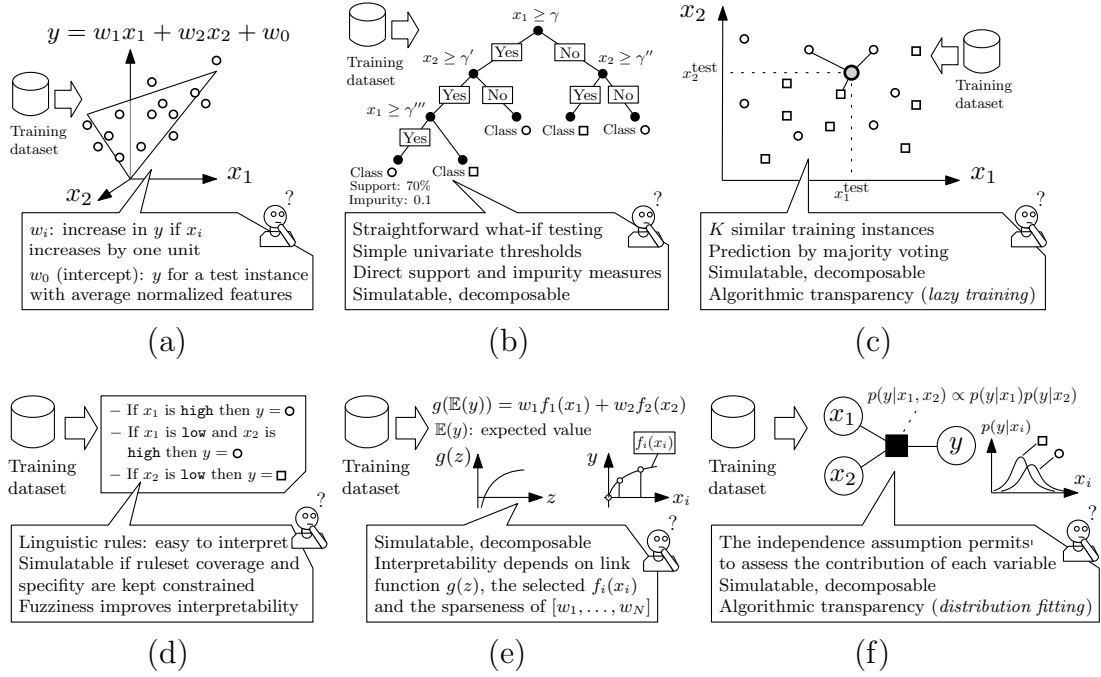 y = w₁x₁ + w₂x₂ + w₀
Training
dataset
x₂
x₁
?
wᵢ: increase in y if xᵢ
increases by one unit
w₀ (intercept): y for a test instance
with average normalized features
(a)
Training
dataset
x₁ ≥ γ
Yes
No
x₂ ≥ γ′
x₂ ≥ γ″
Yes
No
Yes
No
x₁ ≥ γ‴
Yes
Class
Class
Class
Class
Class
Support: 70%
Impurity: 0.1
?
Straightforward what-if testing
Simple univariate thresholds
Direct support and impurity measures
Simulatable, decomposable
(b)
x₂
x₂ᵗᵉˢᵗ
x₁ᵗᵉˢᵗ
x₁
Training
dataset
?
K similar training instances
Prediction by majority voting
Simulatable, decomposable
Algorithmic transparency (lazy training)
(c)
Training
dataset
– If x₁ is high then y =
– If x₁ is low and x₂ is
high then y =
– If x₂ is low then y =
?
Linguistic rules: easy to interpret
Simulatable if ruleset coverage and
specifity are kept constrained
Fuzziness improves interpretability
(d)
Training
dataset
g(𝔼(y)) = w₁f₁(x₁) + w₂f₂(x₂)
𝔼(y): expected value
g(z)
z
y
fᵢ(xᵢ)
xᵢ
?
Simulatable, decomposable
Interpretability depends on link
function g(z), the selected fᵢ(xᵢ)
and the sparseness of [w₁, . . . , w_N]
(e)
Training
dataset
p(y|x₁, x₂) ∝ p(y|x₁)p(y|x₂)
x₁
x₂
y
p(y|xᵢ)
xᵢ
?
The independence assumption permits
to assess the contribution of each variable
Simulatable, decomposable
Algorithmic transparency (distribution fitting)
(f)